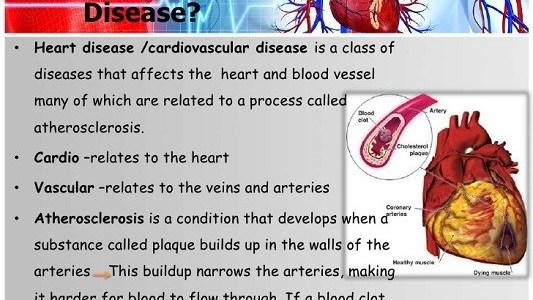 Disease?
• Heart disease /cardiovascular disease is a class of
diseases that affects the heart and blood vessel
many of which are related to a process called
atherosclerosis.
• Cardio –relates to the heart
• Vascular –relates to the veins and arteries
• Atherosclerosis is a condition that develops when a
substance called plaque builds up in the walls of the
arteries This buildup narrows the arteries, making
it harder for blood to flow through. If a blood clot
Blood
clot
Artery
Cholesterol
plaque
Coronary
arteries
Healthy muscle
Dying muscle